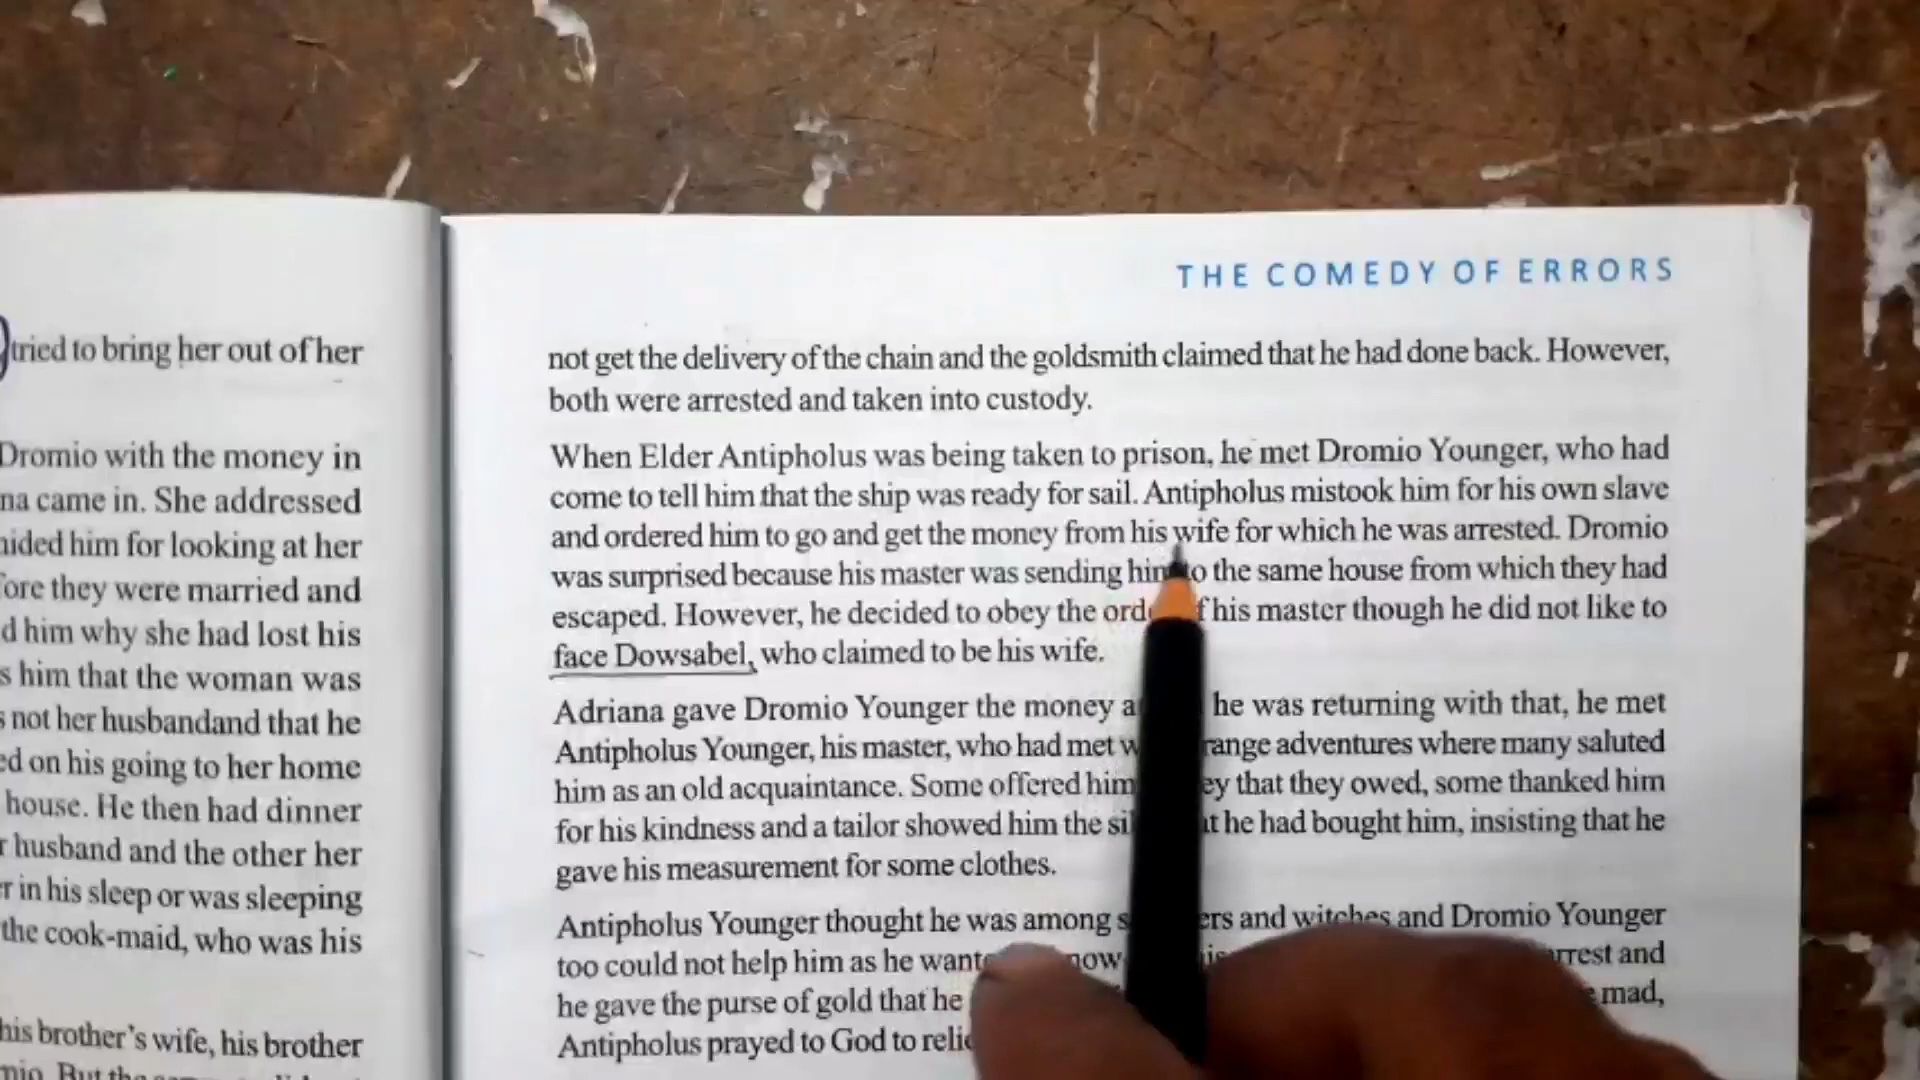 tried to bring her out of her
Dromio with the money in
na came in. She addressed
him for looking at her
fore they were married and
d him why she had lost his
s him that the woman was
s not her husbandand that he
ed on his going to her home
house. He then had dinner
r husband and the other her
r in his sleep or was sleeping
the cook-maid, who was his
his brother's wife, his brother
mio. But the
THE COMEDY OF ERRORS
not get the delivery of the chain and the goldsmith claimed that he had done back. However,
both were arrested and taken into custody.
When Elder Antipholus was being taken to prison, he met Dromio Younger, who had
come to tell him that the ship was ready for sail. Antipholus mistook him for his own slave
and ordered him to go and get the money from his wife for which he was arrested. Dromio
was surprised because his master was sending him to the same house from which they had
escaped. However, he decided to obey the order of his master though he did not like to
face Dowsabel, who claimed to be his wife.
Adriana gave Dromio Younger the money he was returning with that, he met
Antipholus Younger, his master, who had met adventures where many saluted
him as an old acquaintance. Some offered him that they owed, some thanked him
for his kindness and a tailor showed him the he had bought him, insisting that he
gave his measurement for some clothes.
Antipholus Younger thought he was among and witches and Dromio Younger
too could not help him as he and
he gave the purse of gold that he mad,
Antipholus prayed to God to